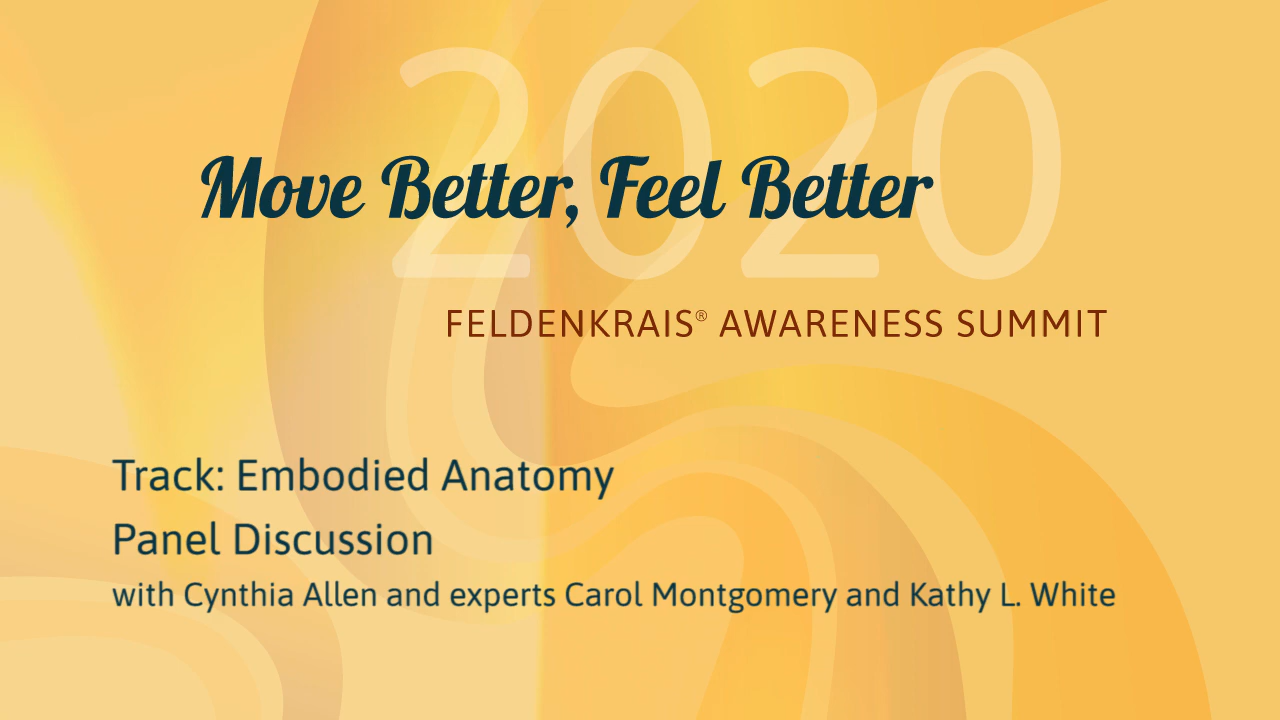 2020
Move Better, Feel Better
FELDENKRAIS® AWARENESS SUMMIT
Track: Embodied Anatomy
Panel Discussion
with Cynthia Allen and experts Carol Montgomery and Kathy L. White